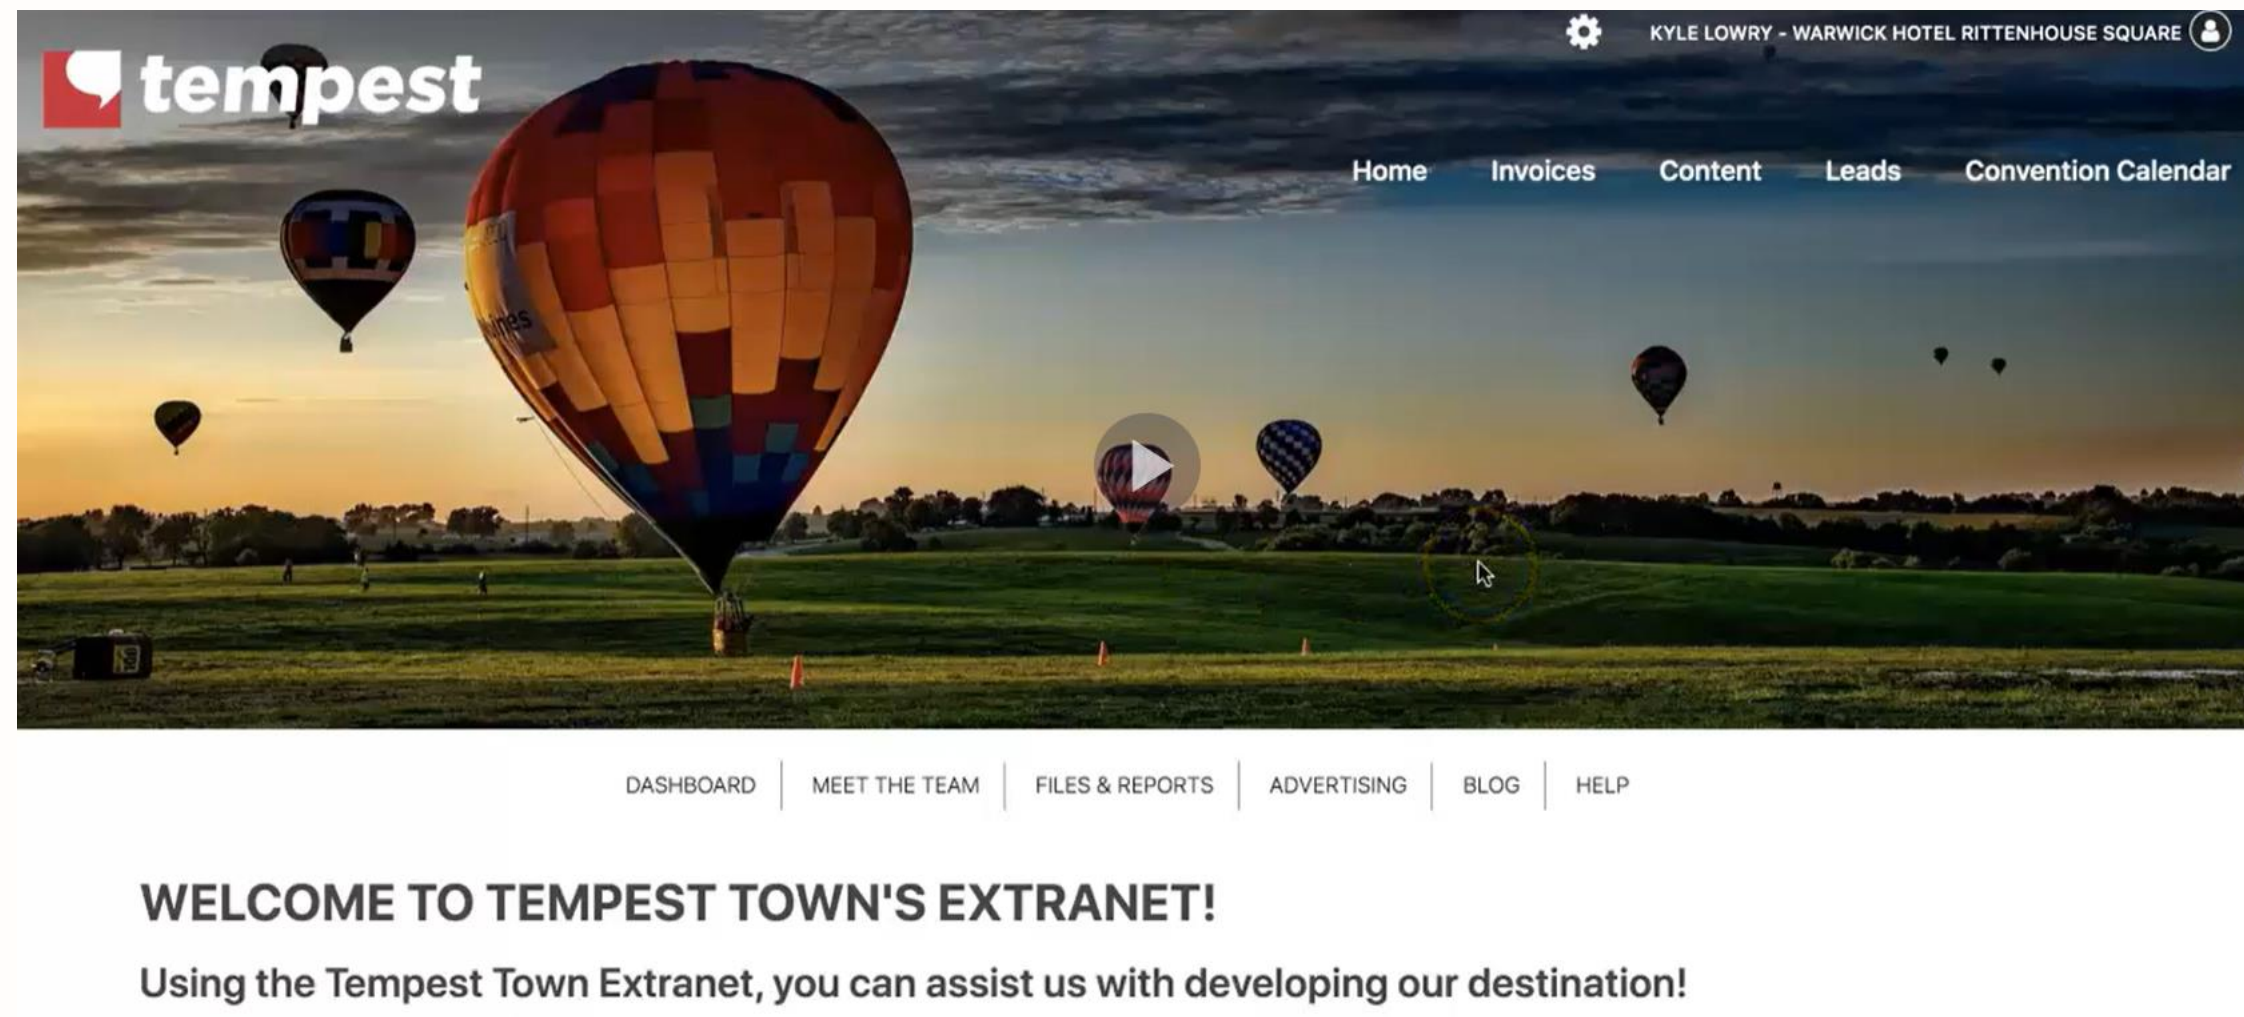 KYLE LOWRY - WARWICK HOTEL RITTENHOUSE SQUARE
tempest
Home Invoices Content Leads Convention Calendar
DASHBOARD MEET THE TEAM FILES & REPORTS ADVERTISING BLOG HELP
WELCOME TO TEMPEST TOWN'S EXTRANET!
Using the Tempest Town Extranet, you can assist us with developing our destination!